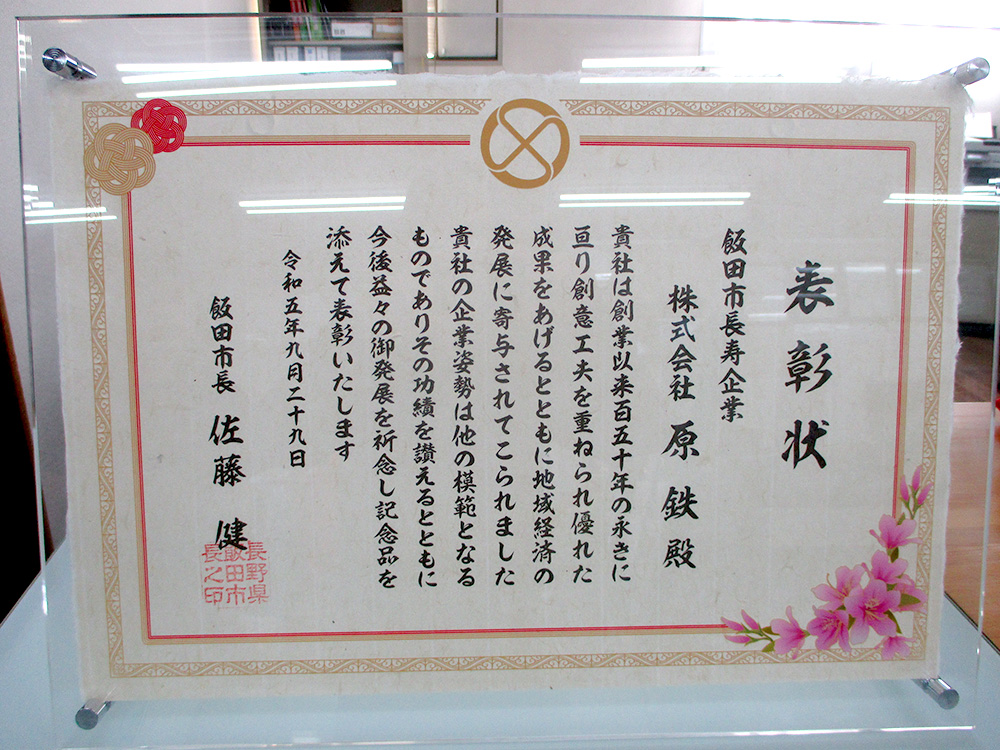 表彰状
飯田市長寿企業
株式会社 原鉄 殿
貴社は創業以来百五十年の永きに
亘り創意工夫を重ねられ優れた
成果をあげるとともに地域経済の
発展に寄与されてこられました
貴社の企業姿勢は他の模範となる
ものでありその功績を讃えるとともに
今後益々の御発展を祈念し記念品を
添えて表彰いたします
令和五年九月二十九日
飯田市長 佐藤 健
長野県
飯田市
長之印